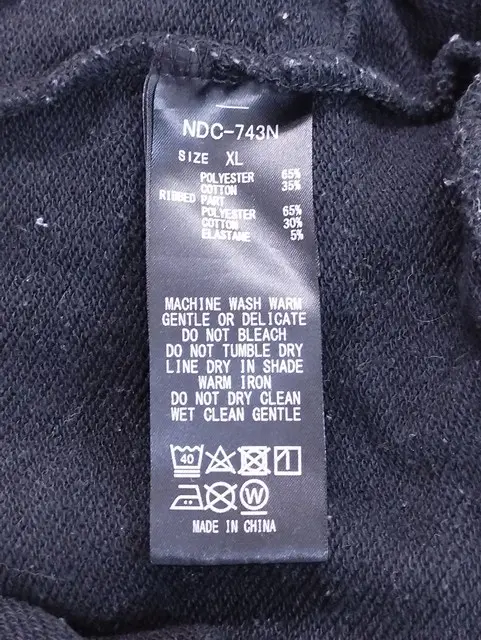 NDC-743N
SIZE XL
POLYESTER 65%
COTTON 35%
RIBBED PART
POLYESTER 65%
COTTON 30%
ELASTANE 5%
MACHINE WASH WARM
GENTLE OR DELICATE
DO NOT BLEACH
DO NOT TUMBLE DRY
LINE DRY IN SHADE
WARM IRON
DO NOT DRY CLEAN
WET CLEAN GENTLE
40
W
MADE IN CHINA